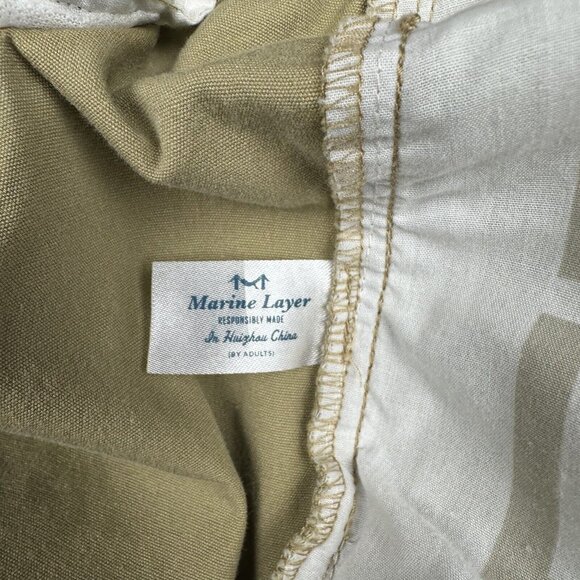 Marine Layer
RESPONSIBLY MADE
In Huizhou China
(BY ADULTS)